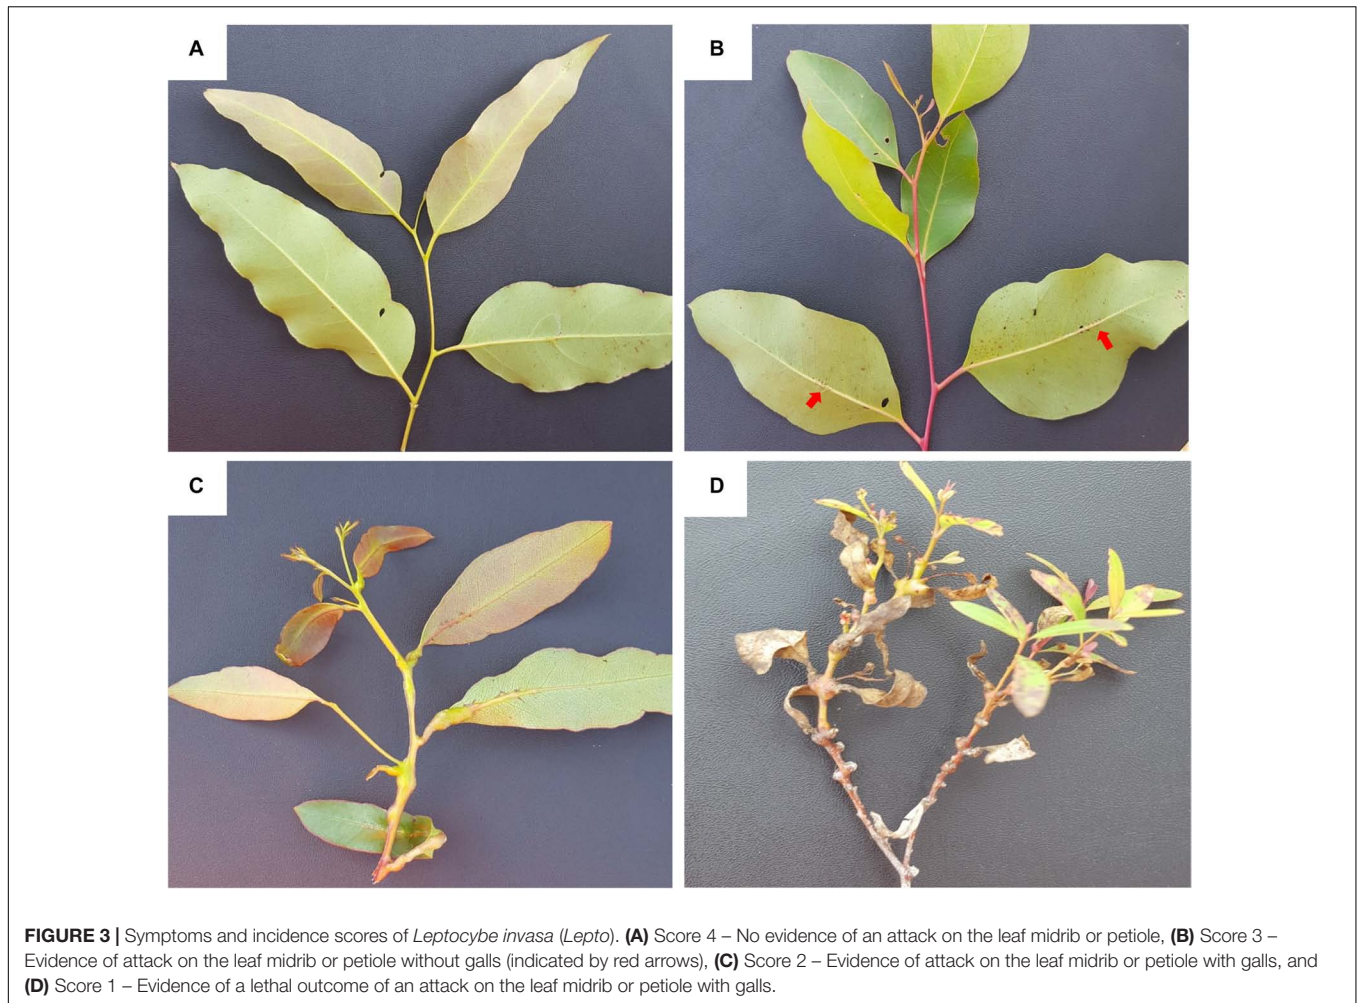 A
B
C
D
FIGURE 3 | Symptoms and incidence scores of Leptocybe invasa (Lepto). (A) Score 4 – No evidence of an attack on the leaf midrib or petiole, (B) Score 3 –
Evidence of attack on the leaf midrib or petiole without galls (indicated by red arrows), (C) Score 2 – Evidence of attack on the leaf midrib or petiole with galls, and
(D) Score 1 – Evidence of a lethal outcome of an attack on the leaf midrib or petiole with galls.